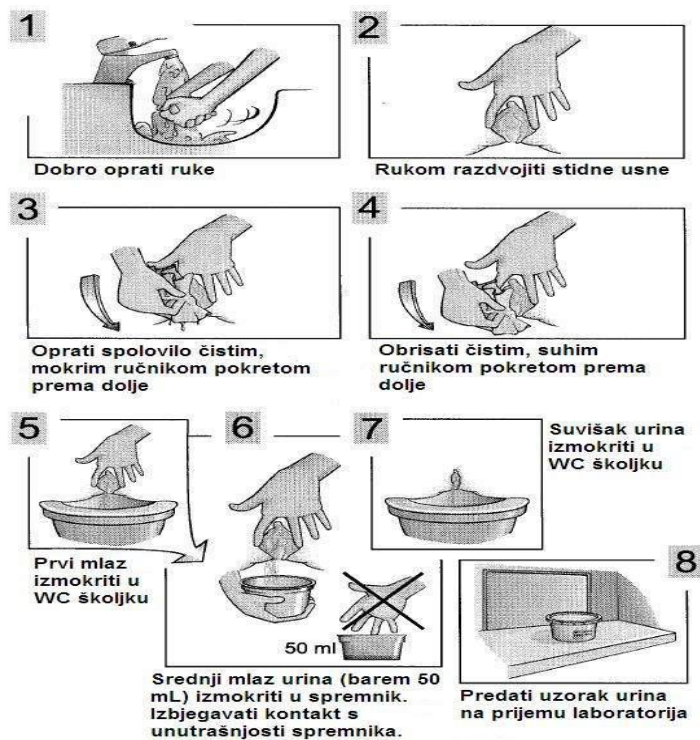 1
Dobro oprati ruke
2
Rukom razdvojiti stidne usne
3
Oprati spolovilo čistim,
mokrim ručnikom pokretom
prema dolje
4
Obrisati čistim, suhim
ručnikom pokretom prema
dolje
5
Prvi mlaz
izmokriti u
WC školjku
6
50 ml
Srednji mlaz urina (barem 50
mL) izmokriti u spremnik.
Izbjegavati kontakt s
unutrašnjosti spremnika.
7
Suvišak urina
izmokriti u
WC školjku
8
Predati uzorak urina
na prijemu laboratorija